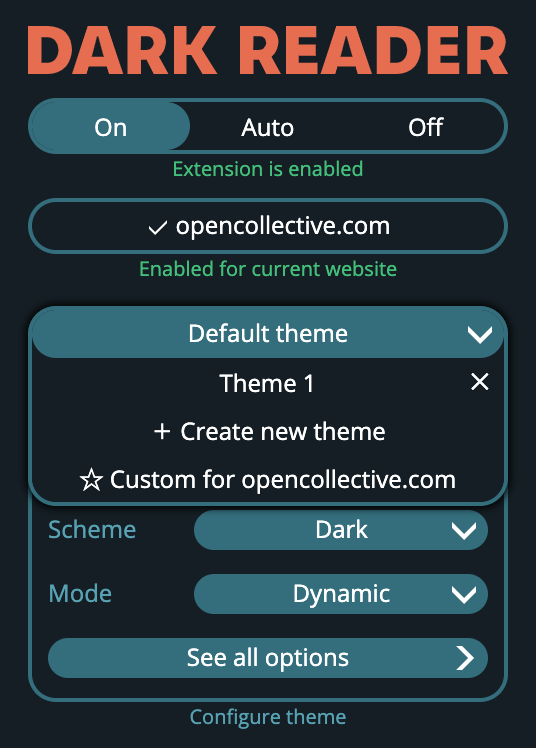 DARK READER
On Auto Off
Extension is enabled
opencollective.com
Enabled for current website
Default theme
Theme 1
+ Create new theme
Custom for opencollective.com
Scheme Dark
Mode Dynamic
See all options
Configure theme